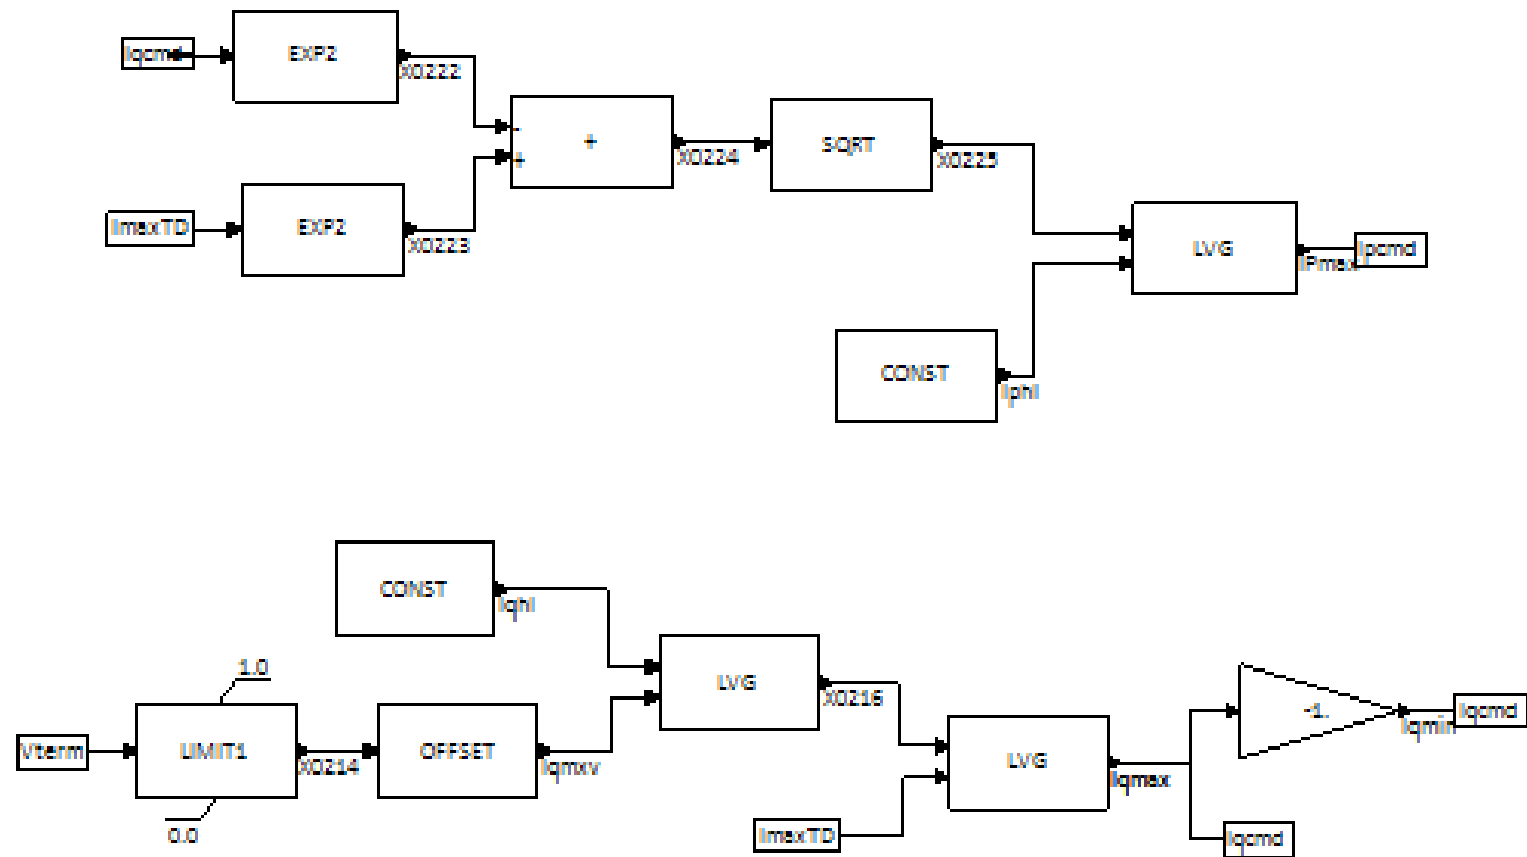 Iqcmd
EXP2
X0222
-
+
+
X0224
SQRT
X0225
ImaxTD
EXP2
X0223
LVG
IPmax
Ipcmd
CONST
Iphl
CONST
Iqhl
LVG
X0216
1.0
Vterm
LIMIT1
X0214
0.0
OFFSET
Iqmxv
LVG
Iqmax
ImaxTD
-1.
Iqmin
Iqcmd
Iqcmd